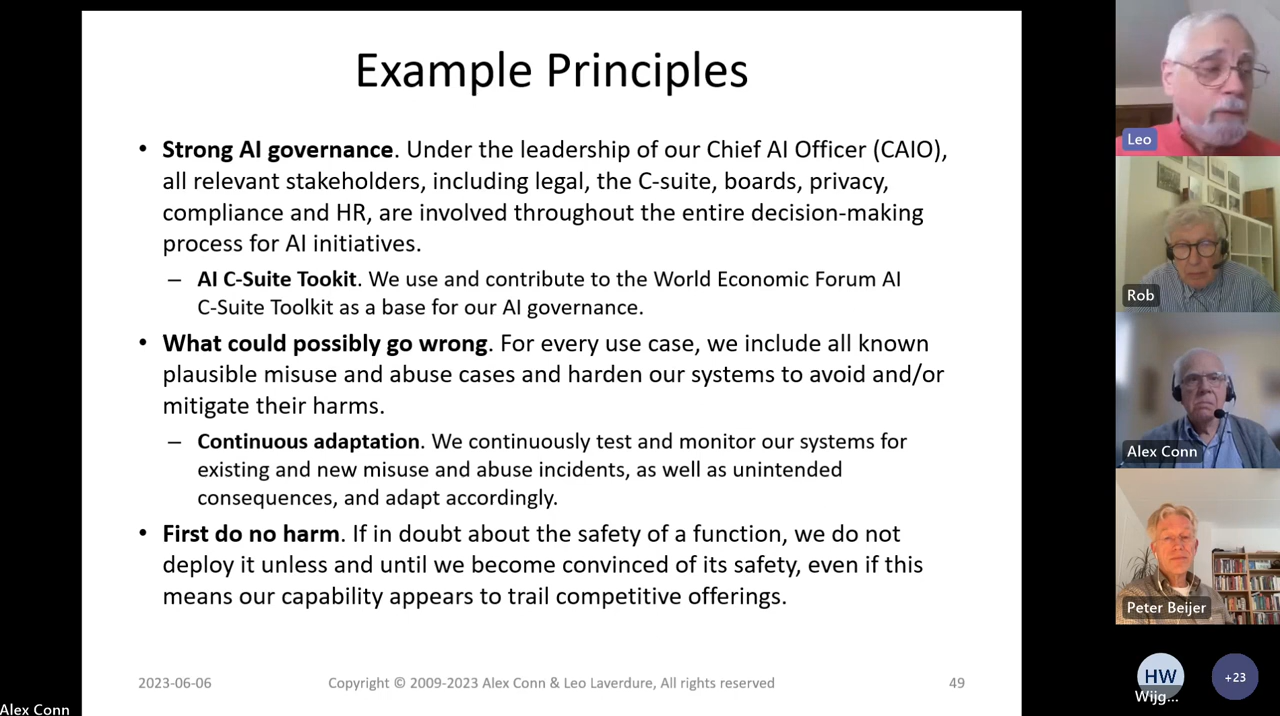 Example Principles
• Strong AI governance. Under the leadership of our Chief AI Officer (CAIO),
all relevant stakeholders, including legal, the C-suite, boards, privacy,
compliance and HR, are involved throughout the entire decision-making
process for AI initiatives.
– AI C-Suite Tookit. We use and contribute to the World Economic Forum AI
C-Suite Toolkit as a base for our AI governance.
• What could possibly go wrong. For every use case, we include all known
plausible misuse and abuse cases and harden our systems to avoid and/or
mitigate their harms.
– Continuous adaptation. We continuously test and monitor our systems for
existing and new misuse and abuse incidents, as well as unintended
consequences, and adapt accordingly.
• First do no harm. If in doubt about the safety of a function, we do not
deploy it unless and until we become convinced of its safety, even if this
means our capability appears to trail competitive offerings.
2023-06-06 Copyright © 2009-2023 Alex Conn & Leo Laverdure, All rights reserved 49
Alex Conn
Leo
Rob
Alex Conn
Peter Beijer
HW
Wijg...
+23